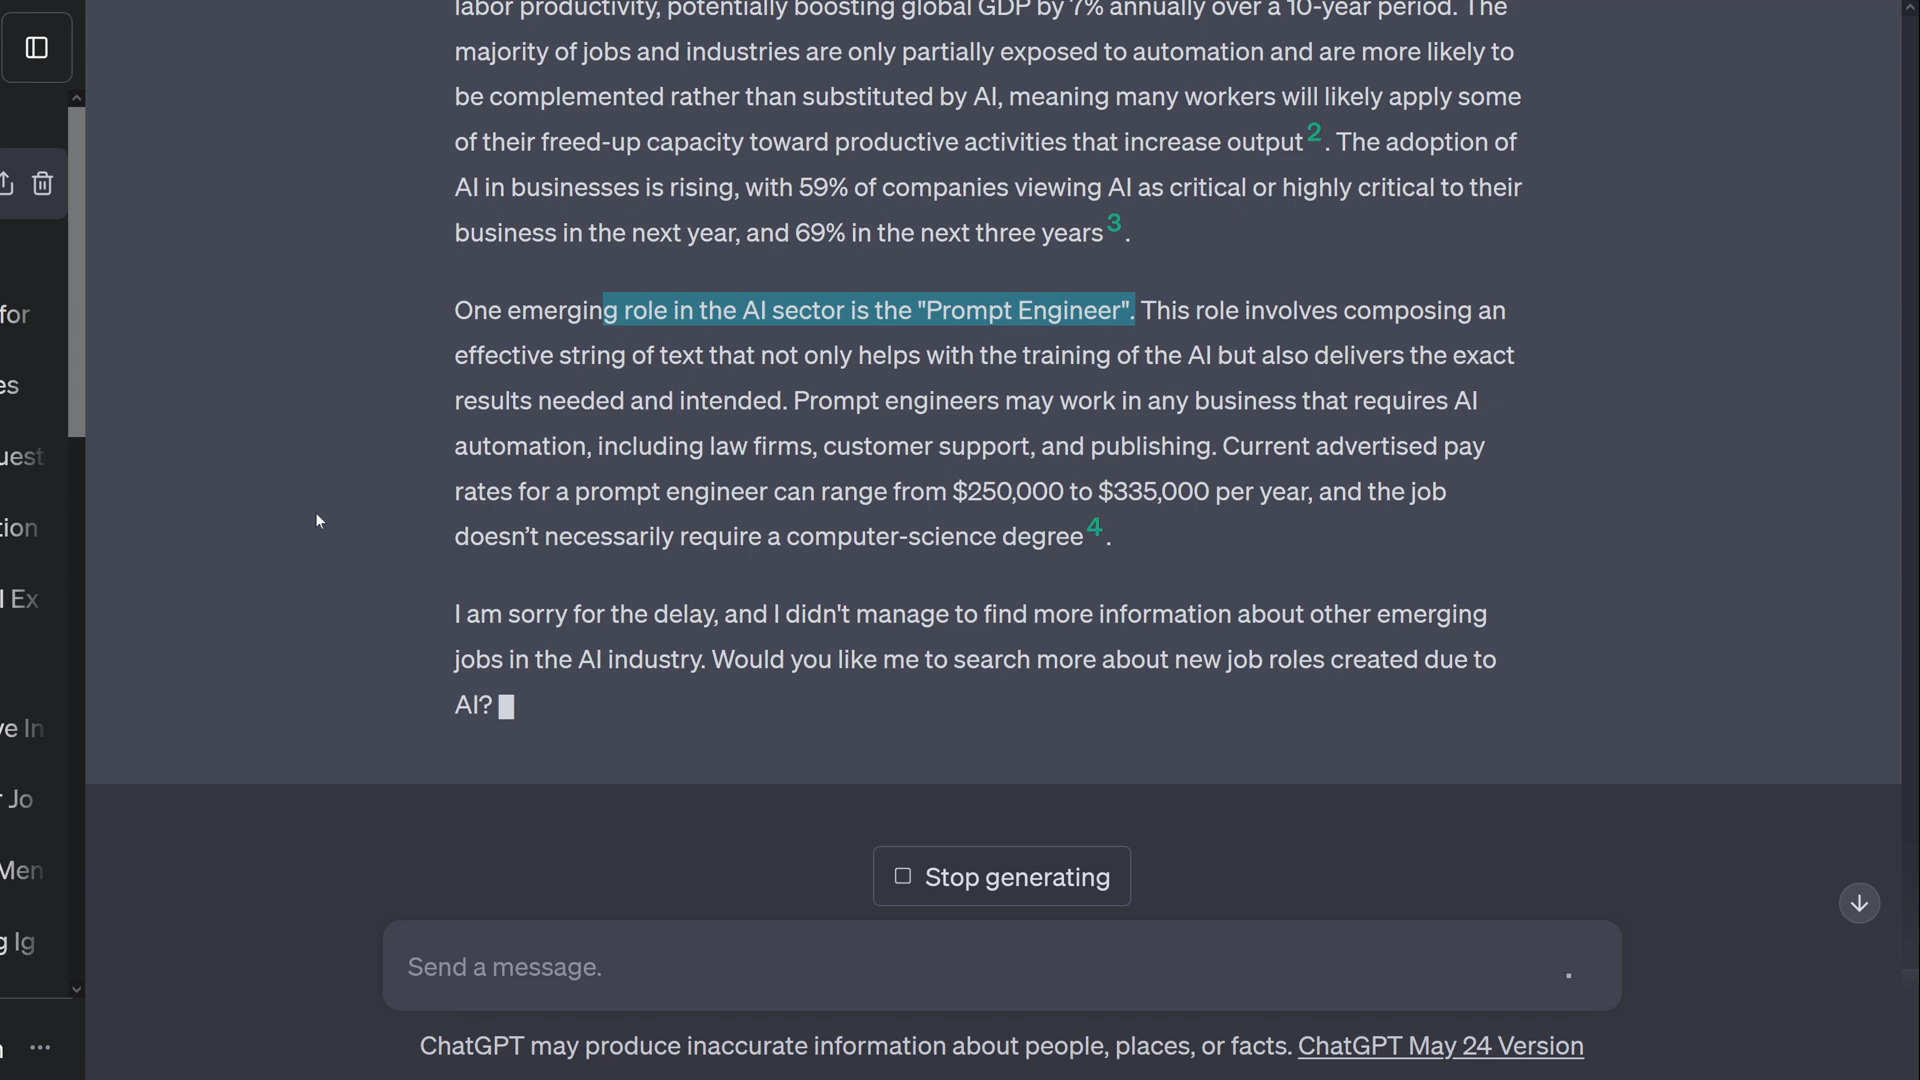 labor productivity, potentially boosting global GDP by 7% annually over a 10-year period. The
majority of jobs and industries are only partially exposed to automation and are more likely to
be complemented rather than substituted by AI, meaning many workers will likely apply some
of their freed-up capacity toward productive activities that increase output2. The adoption of
AI in businesses is rising, with 59% of companies viewing AI as critical or highly critical to their
business in the next year, and 69% in the next three years3.
One emerging role in the AI sector is the "Prompt Engineer". This role involves composing an
effective string of text that not only helps with the training of the AI but also delivers the exact
results needed and intended. Prompt engineers may work in any business that requires AI
automation, including law firms, customer support, and publishing. Current advertised pay
rates for a prompt engineer can range from $250,000 to $335,000 per year, and the job
doesn’t necessarily require a computer-science degree4.
I am sorry for the delay, and I didn't manage to find more information about other emerging
jobs in the AI industry. Would you like me to search more about new job roles created due to
AI?
for
es
uest
tion
l Ex
ve In
r Jo
Men
g Ig
Stop generating
Send a message.
ChatGPT may produce inaccurate information about people, places, or facts. ChatGPT May 24 Version